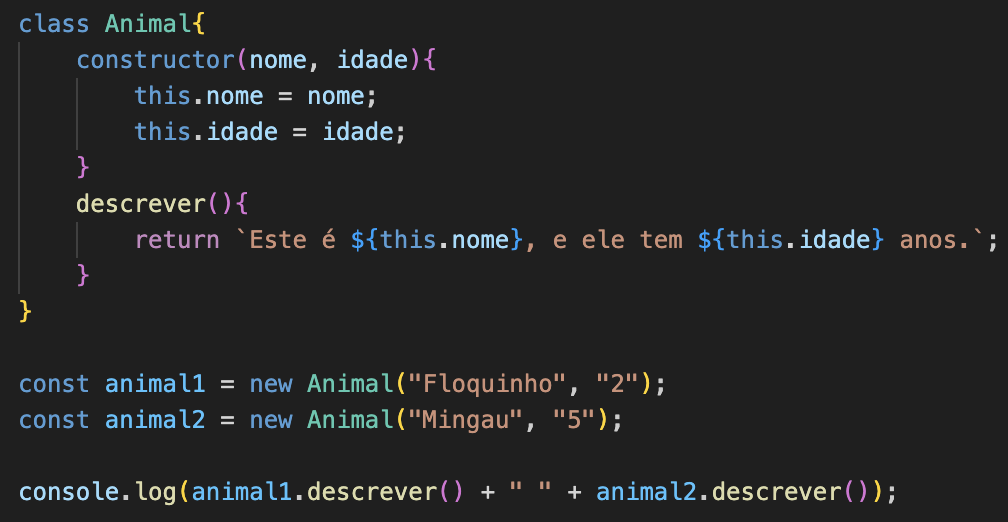 class Animal{
    constructor(nome, idade){
        this.nome = nome;
        this.idade = idade;
    }
    descrever(){
        return `Este é ${this.nome}, e ele tem ${this.idade} anos.`;
    }
}
const animal1 = new Animal("Floquinho", "2");
const animal2 = new Animal("Mingau", "5");
console.log(animal1.descrever() + " " + animal2.descrever());